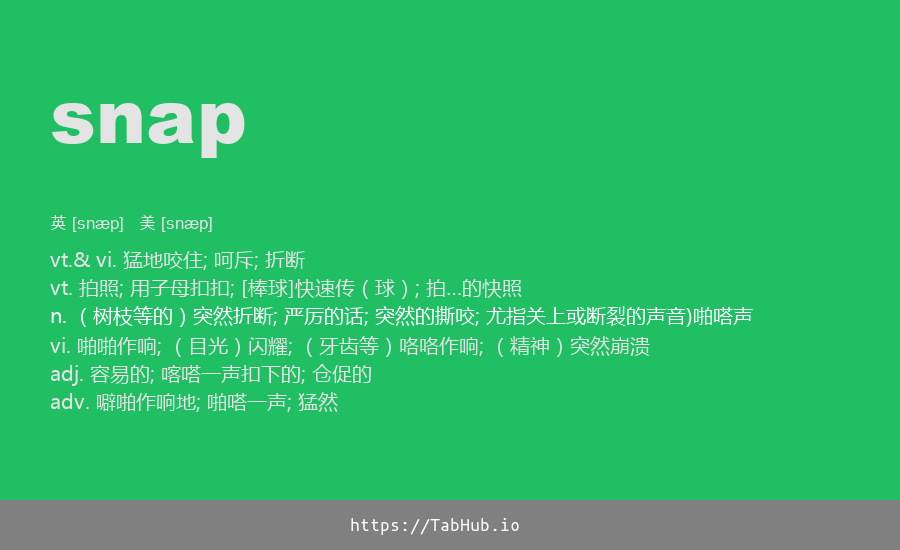 snap
英 [snæp] 美 [snæp]
vt.& vi. 猛地咬住; 呵斥; 折断
vt. 拍照; 用子母扣扣; [棒球]快速传（球）; 拍…的快照
n. （树枝等的）突然折断; 严厉的话; 突然的撕咬; 尤指关上或断裂的声音)啪嗒声
vi. 啪啪作响; （目光）闪耀; （牙齿等）咯咯作响; （精神）突然崩溃
adj. 容易的; 喀嗒一声扣下的; 仓促的
adv. 噼啪作响地; 啪嗒一声; 猛然
https://TabHub.io